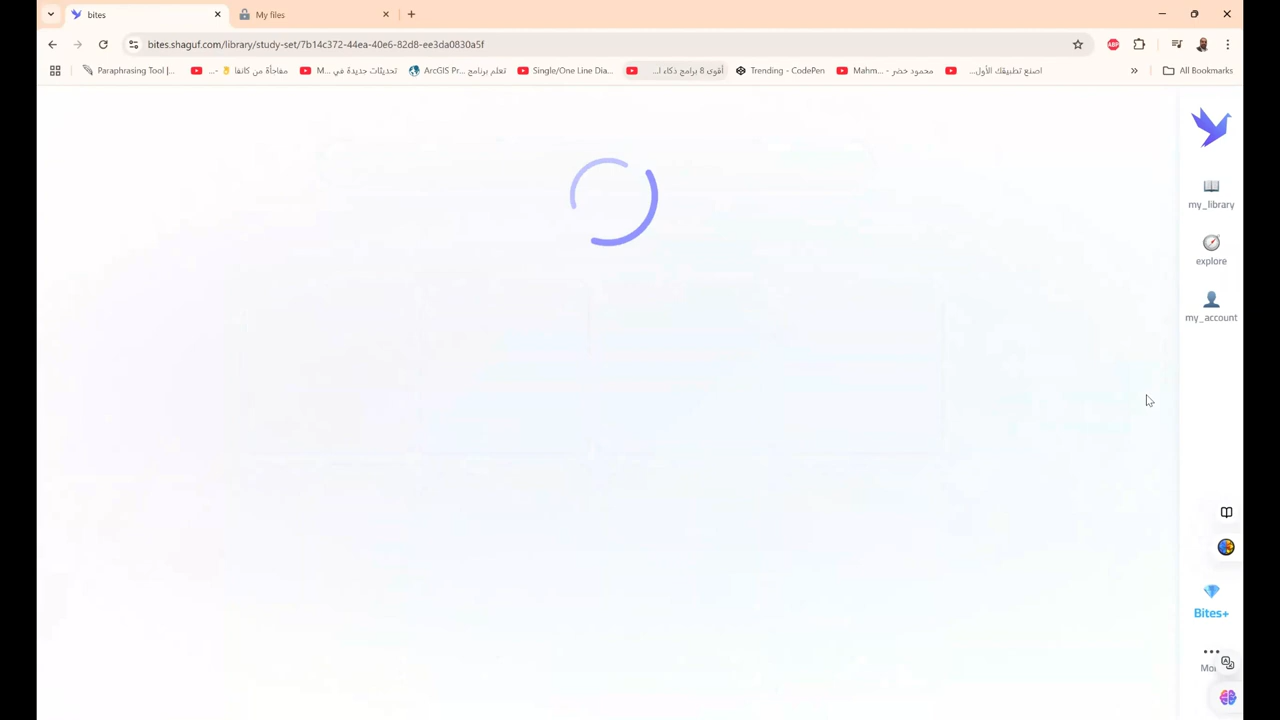 bites
My files
bites.shaguf.com/library/study-set/7b14c372-44ea-40e6-82d8-ee3da0830a5f
Paraphrasing Tool |...
مفاجأة من كانفا ✌ -...
تحديثات جديدة في M...
تعلم برنامج ArcGIS Pr...
Single/One Line Dia...
أقوى 8 برامج ذكاء ا...
Trending - CodePen
محمود خضر - Mahm...
اصنع تطبيقك الأول...
All Bookmarks
my_library
explore
my_account
Bites+